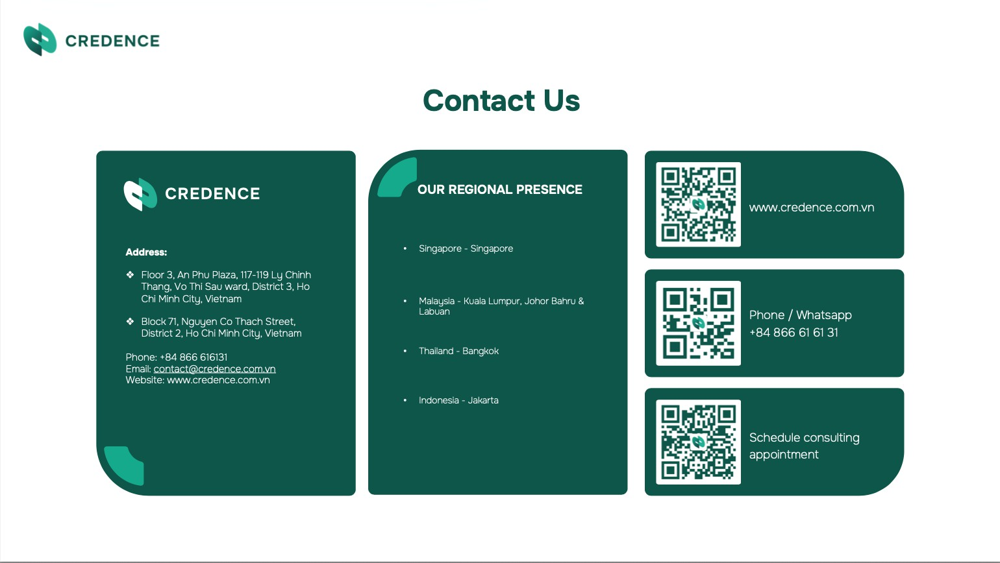 CREDENCE
Contact Us
CREDENCE
Address:
❖ Floor 3, An Phu Plaza, 117-119 Ly Chinh
Thang, Vo Thi Sau ward, District 3, Ho
Chi Minh City, Vietnam
❖ Block 71, Nguyen Co Thach Street,
District 2, Ho Chi Minh City, Vietnam
Phone: +84 866 616131
Email: contact@credence.com.vn
Website: www.credence.com.vn
OUR REGIONAL PRESENCE
• Singapore - Singapore
• Malaysia - Kuala Lumpur, Johor Bahru &
Labuan
• Thailand - Bangkok
• Indonesia - Jakarta
www.credence.com.vn
Phone / Whatsapp
+84 866 61 61 31
Schedule consulting
appointment